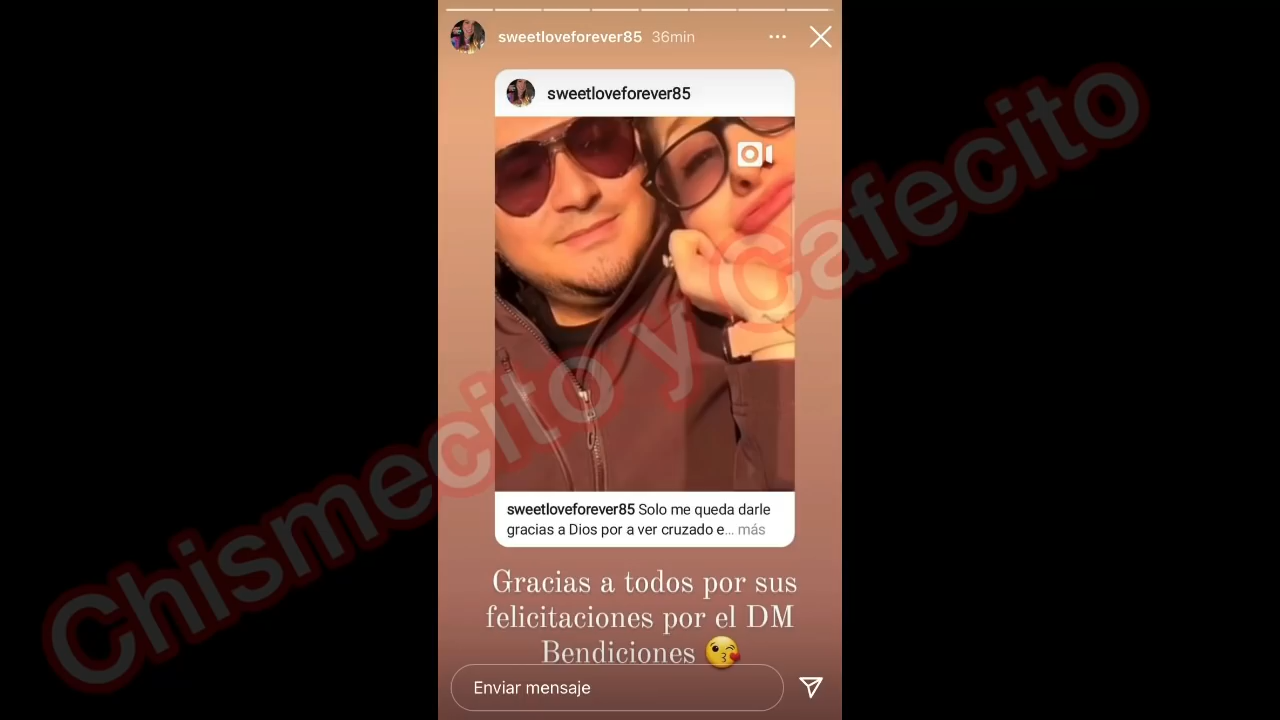 sweetloveforever85 36min
sweetloveforever85
sweetloveforever85 Solo me queda darle
gracias a Dios por a ver cruzado e... más
Gracias a todos por sus
felicitaciones por el DM
Bendiciones 😘
Enviar mensaje
Chismecito y Cafecito